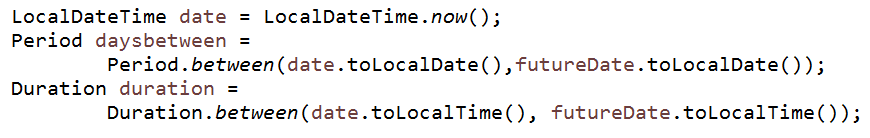 LocalDateTime date = LocalDateTime.now();
Period daysbetween =
Period.between(date.toLocalDate(),futureDate.toLocalDate());
Duration duration =
Duration.between(date.toLocalTime(), futureDate.toLocalTime());